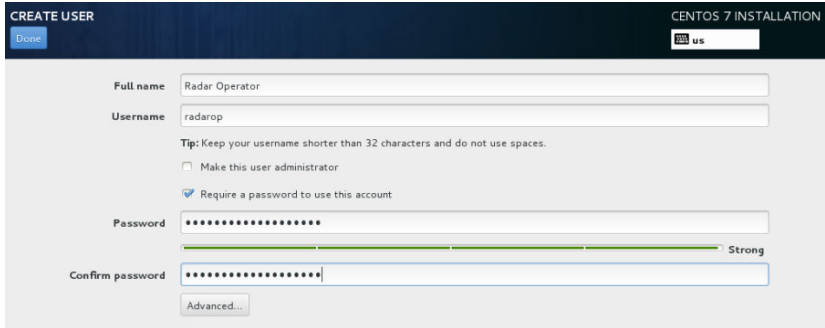 CREATE USER
CENTOS 7 INSTALLATION
Done
us
Full name
Radar Operator
Username
radarop
Tip: Keep your username shorter than 32 characters and do not use spaces.
Make this user administrator
Require a password to use this account
Password
•••••••••••••••••••
Strong
Confirm password
•••••••••••••••••••
Advanced...